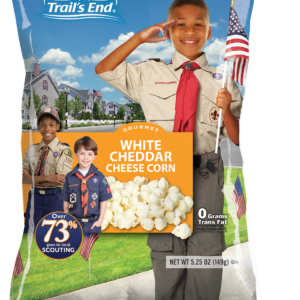 Trail's End®
GOURMET
WHITE
CHEDDAR
CHEESE CORN
Over
73%
goes to local
SCOUTING
0 Grams
Trans Fat
NET WT 5.25 OZ (149g)